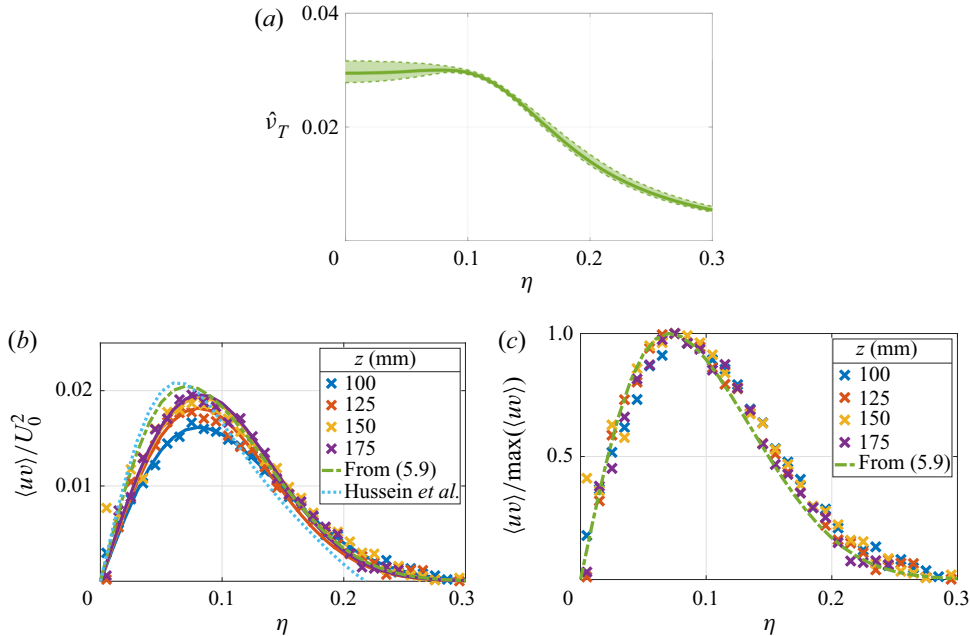 (a)
0.04
0.02
ν̂_T
0
0.1
0.2
0.3
η
(b)
0.02
0.01
⟨uv⟩/U_0^2
z (mm)
100
125
150
175
From (5.9)
Hussein et al.
0
0.1
0.2
0.3
η
(c)
1.0
0.5
⟨uv⟩/max(⟨uv⟩)
z (mm)
100
125
150
175
From (5.9)
0
0.1
0.2
0.3
η